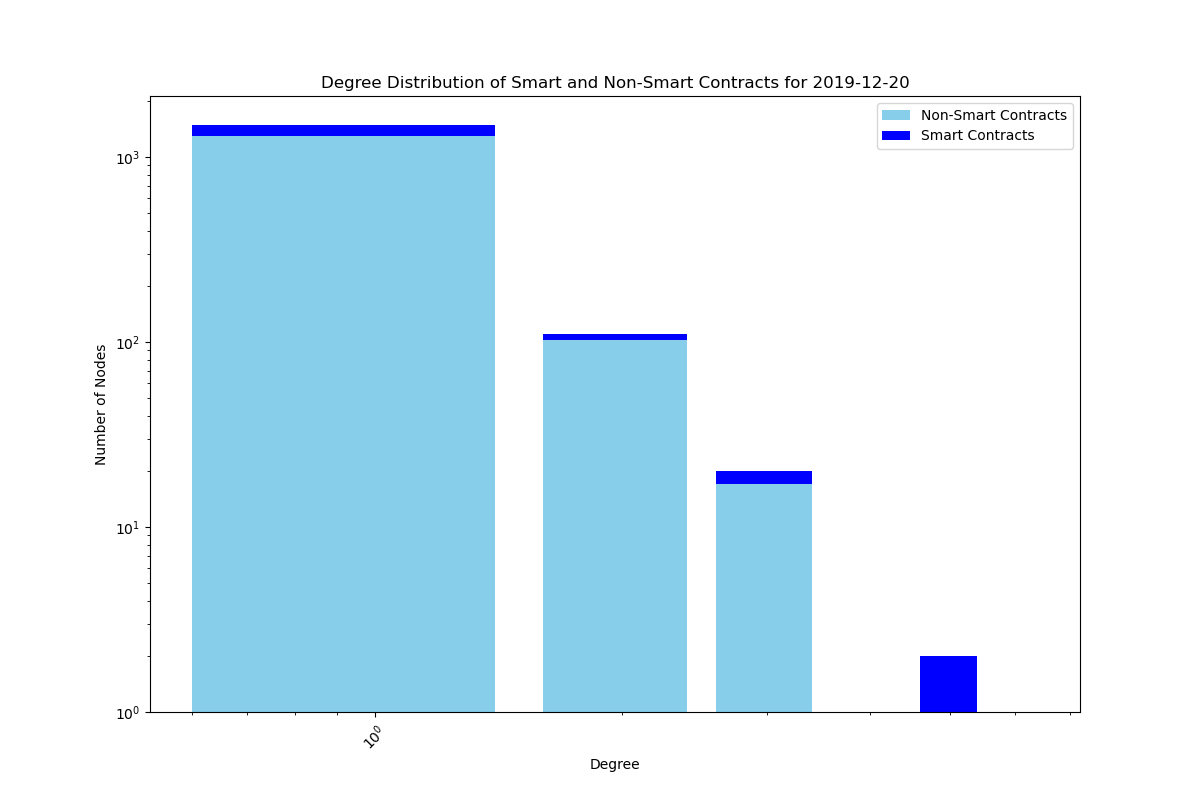 Degree Distribution of Smart and Non-Smart Contracts for 2019-12-20
Non-Smart Contracts
Smart Contracts
Number of Nodes
10³
10²
10¹
10⁰
10⁰
Degree